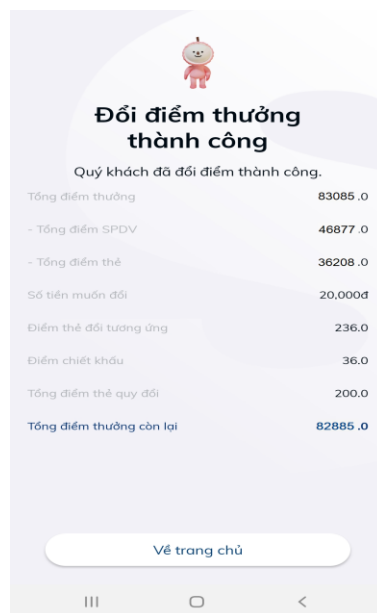 Đổi điểm thưởng
thành công
Quý khách đã đổi điểm thành công.
Tổng điểm thưởng 83085 .0
- Tổng điểm SPDV 46877 .0
- Tổng điểm thẻ 36208 .0
Số tiền muốn đổi 20,000đ
Điểm thẻ đổi tương ứng 236.0
Điểm chiết khấu 36.0
Tổng điểm thẻ quy đổi 200.0
Tổng điểm thưởng còn lại 82885 .0
Về trang chủ